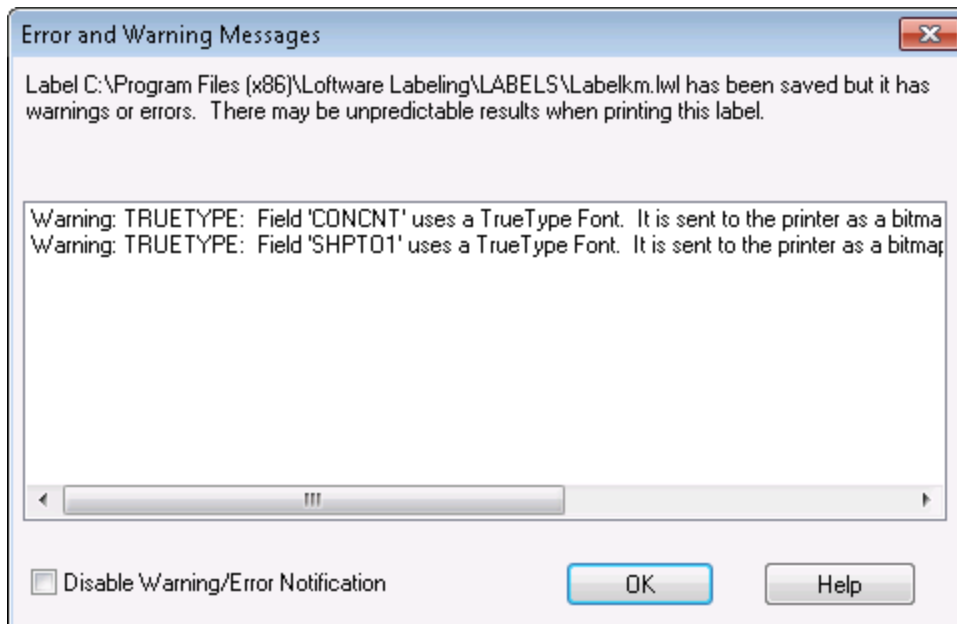 Error and Warning Messages
Label C:\Program Files (x86)\Loftware Labeling\LABELS\Labelkm.lwl has been saved but it has
warnings or errors.  There may be unpredictable results when printing this label.
Warning: TRUETYPE:  Field 'CONCNT' uses a TrueType Font.  It is sent to the printer as a bitma
Warning: TRUETYPE:  Field 'SHPTO1' uses a TrueType Font.  It is sent to the printer as a bitmap
Disable Warning/Error Notification
OK
Help